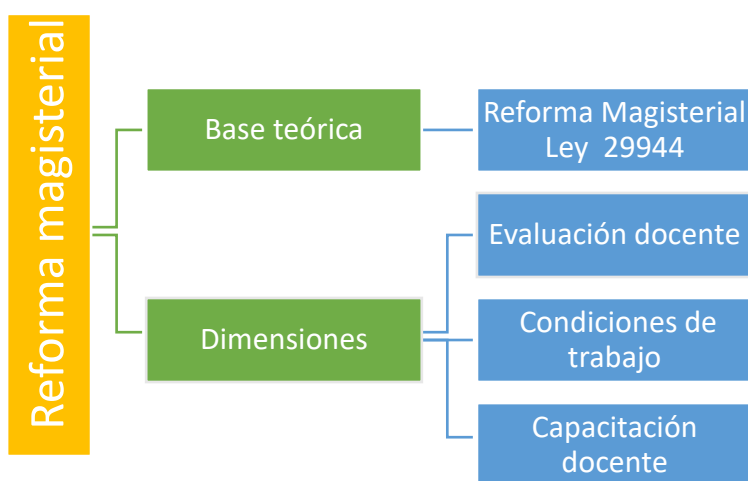 Reforma magisterial
Base teórica
Reforma Magisterial
Ley 29944
Dimensiones
Evaluación docente
Condiciones de
trabajo
Capacitación
docente